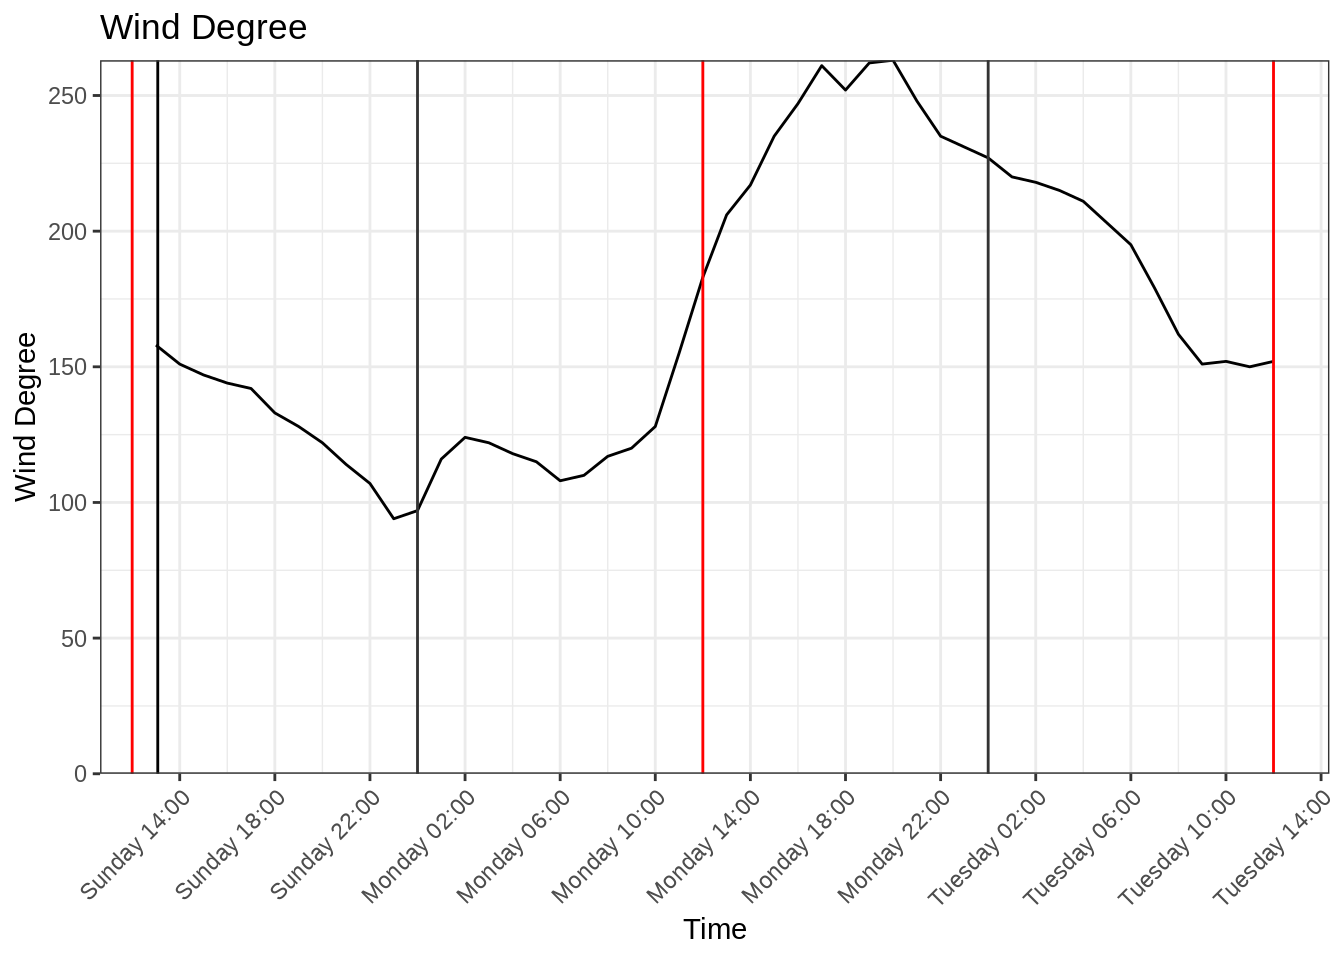 Wind Degree
Wind Degree
250
200
150
100
50
0
Sunday 14:00
Sunday 18:00
Sunday 22:00
Monday 02:00
Monday 06:00
Monday 10:00
Monday 14:00
Monday 18:00
Monday 22:00
Tuesday 02:00
Tuesday 06:00
Tuesday 10:00
Tuesday 14:00
Time